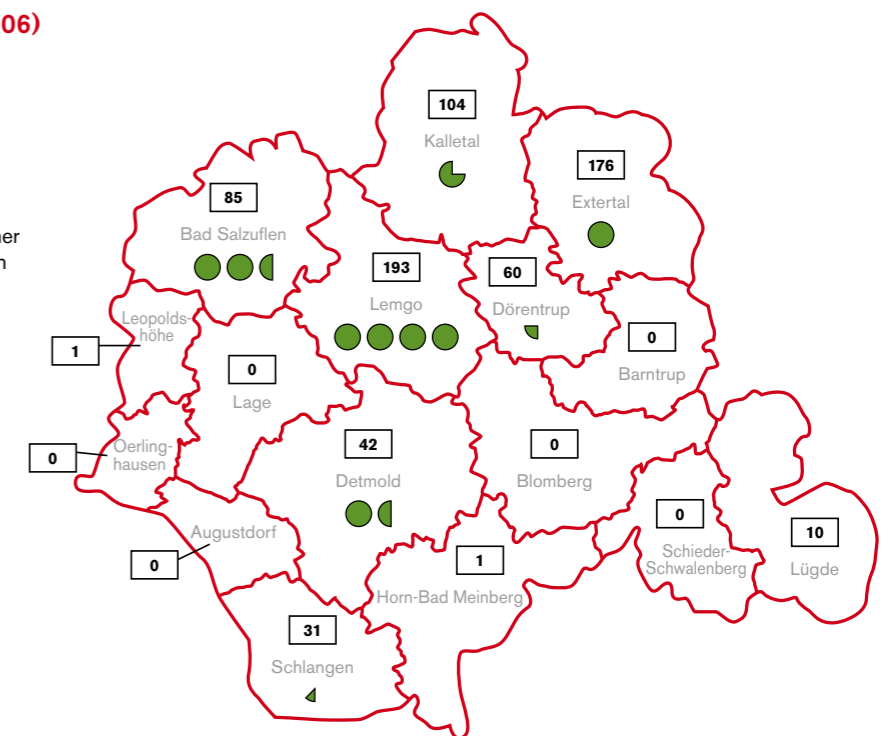 06)
ner
n
104
Kalletal
176
Extertal
85
Bad Salzuflen
193
Lemgo
60
Dörentrup
Leopolds-
höhe
1
0
Lage
0
Barntrup
0
Oerling-
hausen
42
Detmold
0
Blomberg
0
Schieder-
Schwalenberg
10
Lügde
Augustdorf
0
1
Horn-Bad Meinberg
31
Schlangen